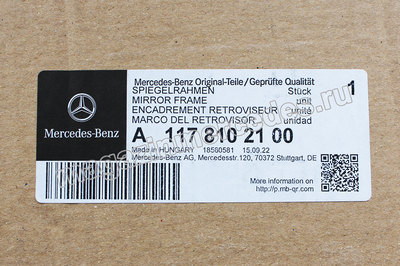 Mercedes-Benz Original-Teile/Geprüfte Qualität
SPIEGELRAHMEN Stück 1
MIRROR FRAME unit
ENCADREMENT RETROVISEUR unité
MARCO DEL RETROVISOR unidad
Mercedes-Benz
A 117 810 21 00
Made in HUNGARY 18560581 15.09.22
Mercedes-Benz AG, Mercedesstr.120, 70372 Stuttgart, DE
More information on
http://p.mb-qr.com/